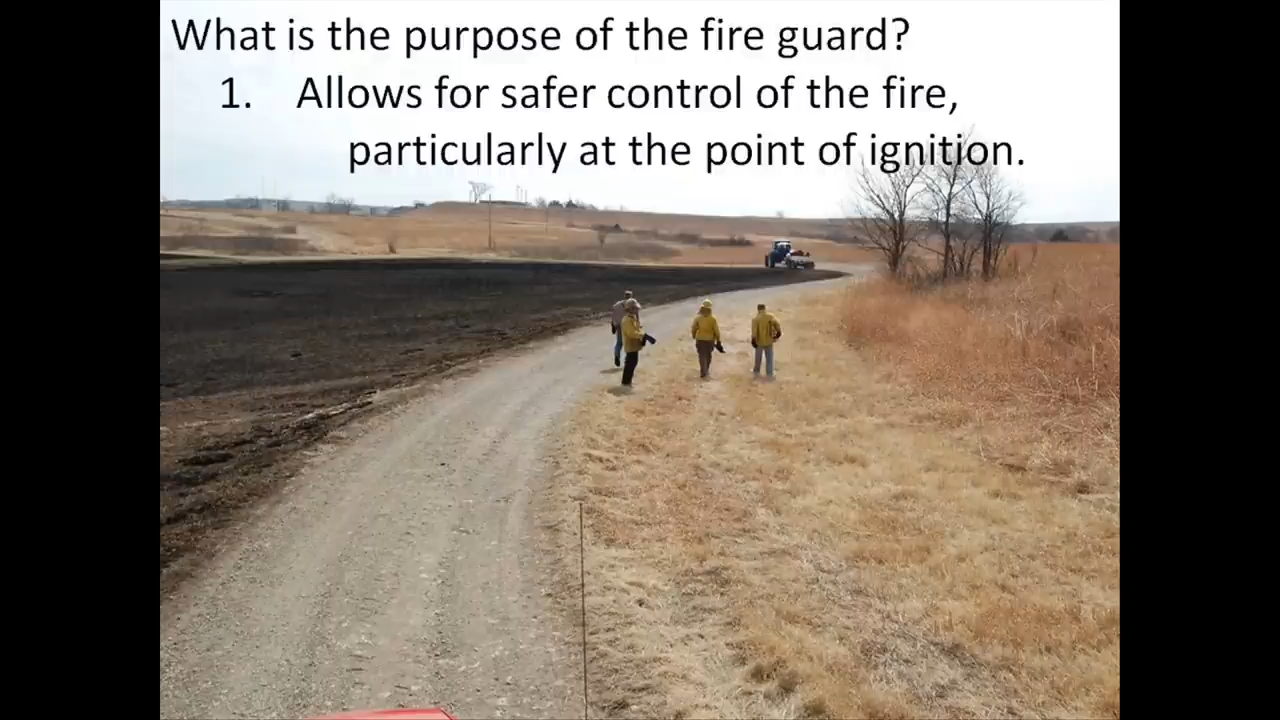 What is the purpose of the fire guard?
1. Allows for safer control of the fire,
particularly at the point of ignition.